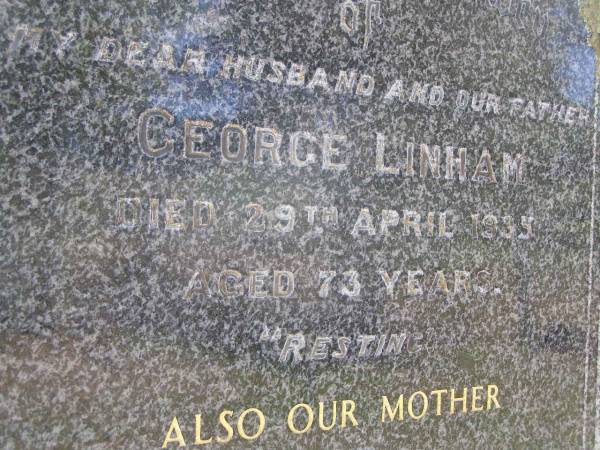 OF
MY DEAR HUSBAND AND OUR FATHER
GEORGE LINHAM
DIED 29TH APRIL 1935
AGED 73 YEARS.
"RESTING
ALSO OUR MOTHER